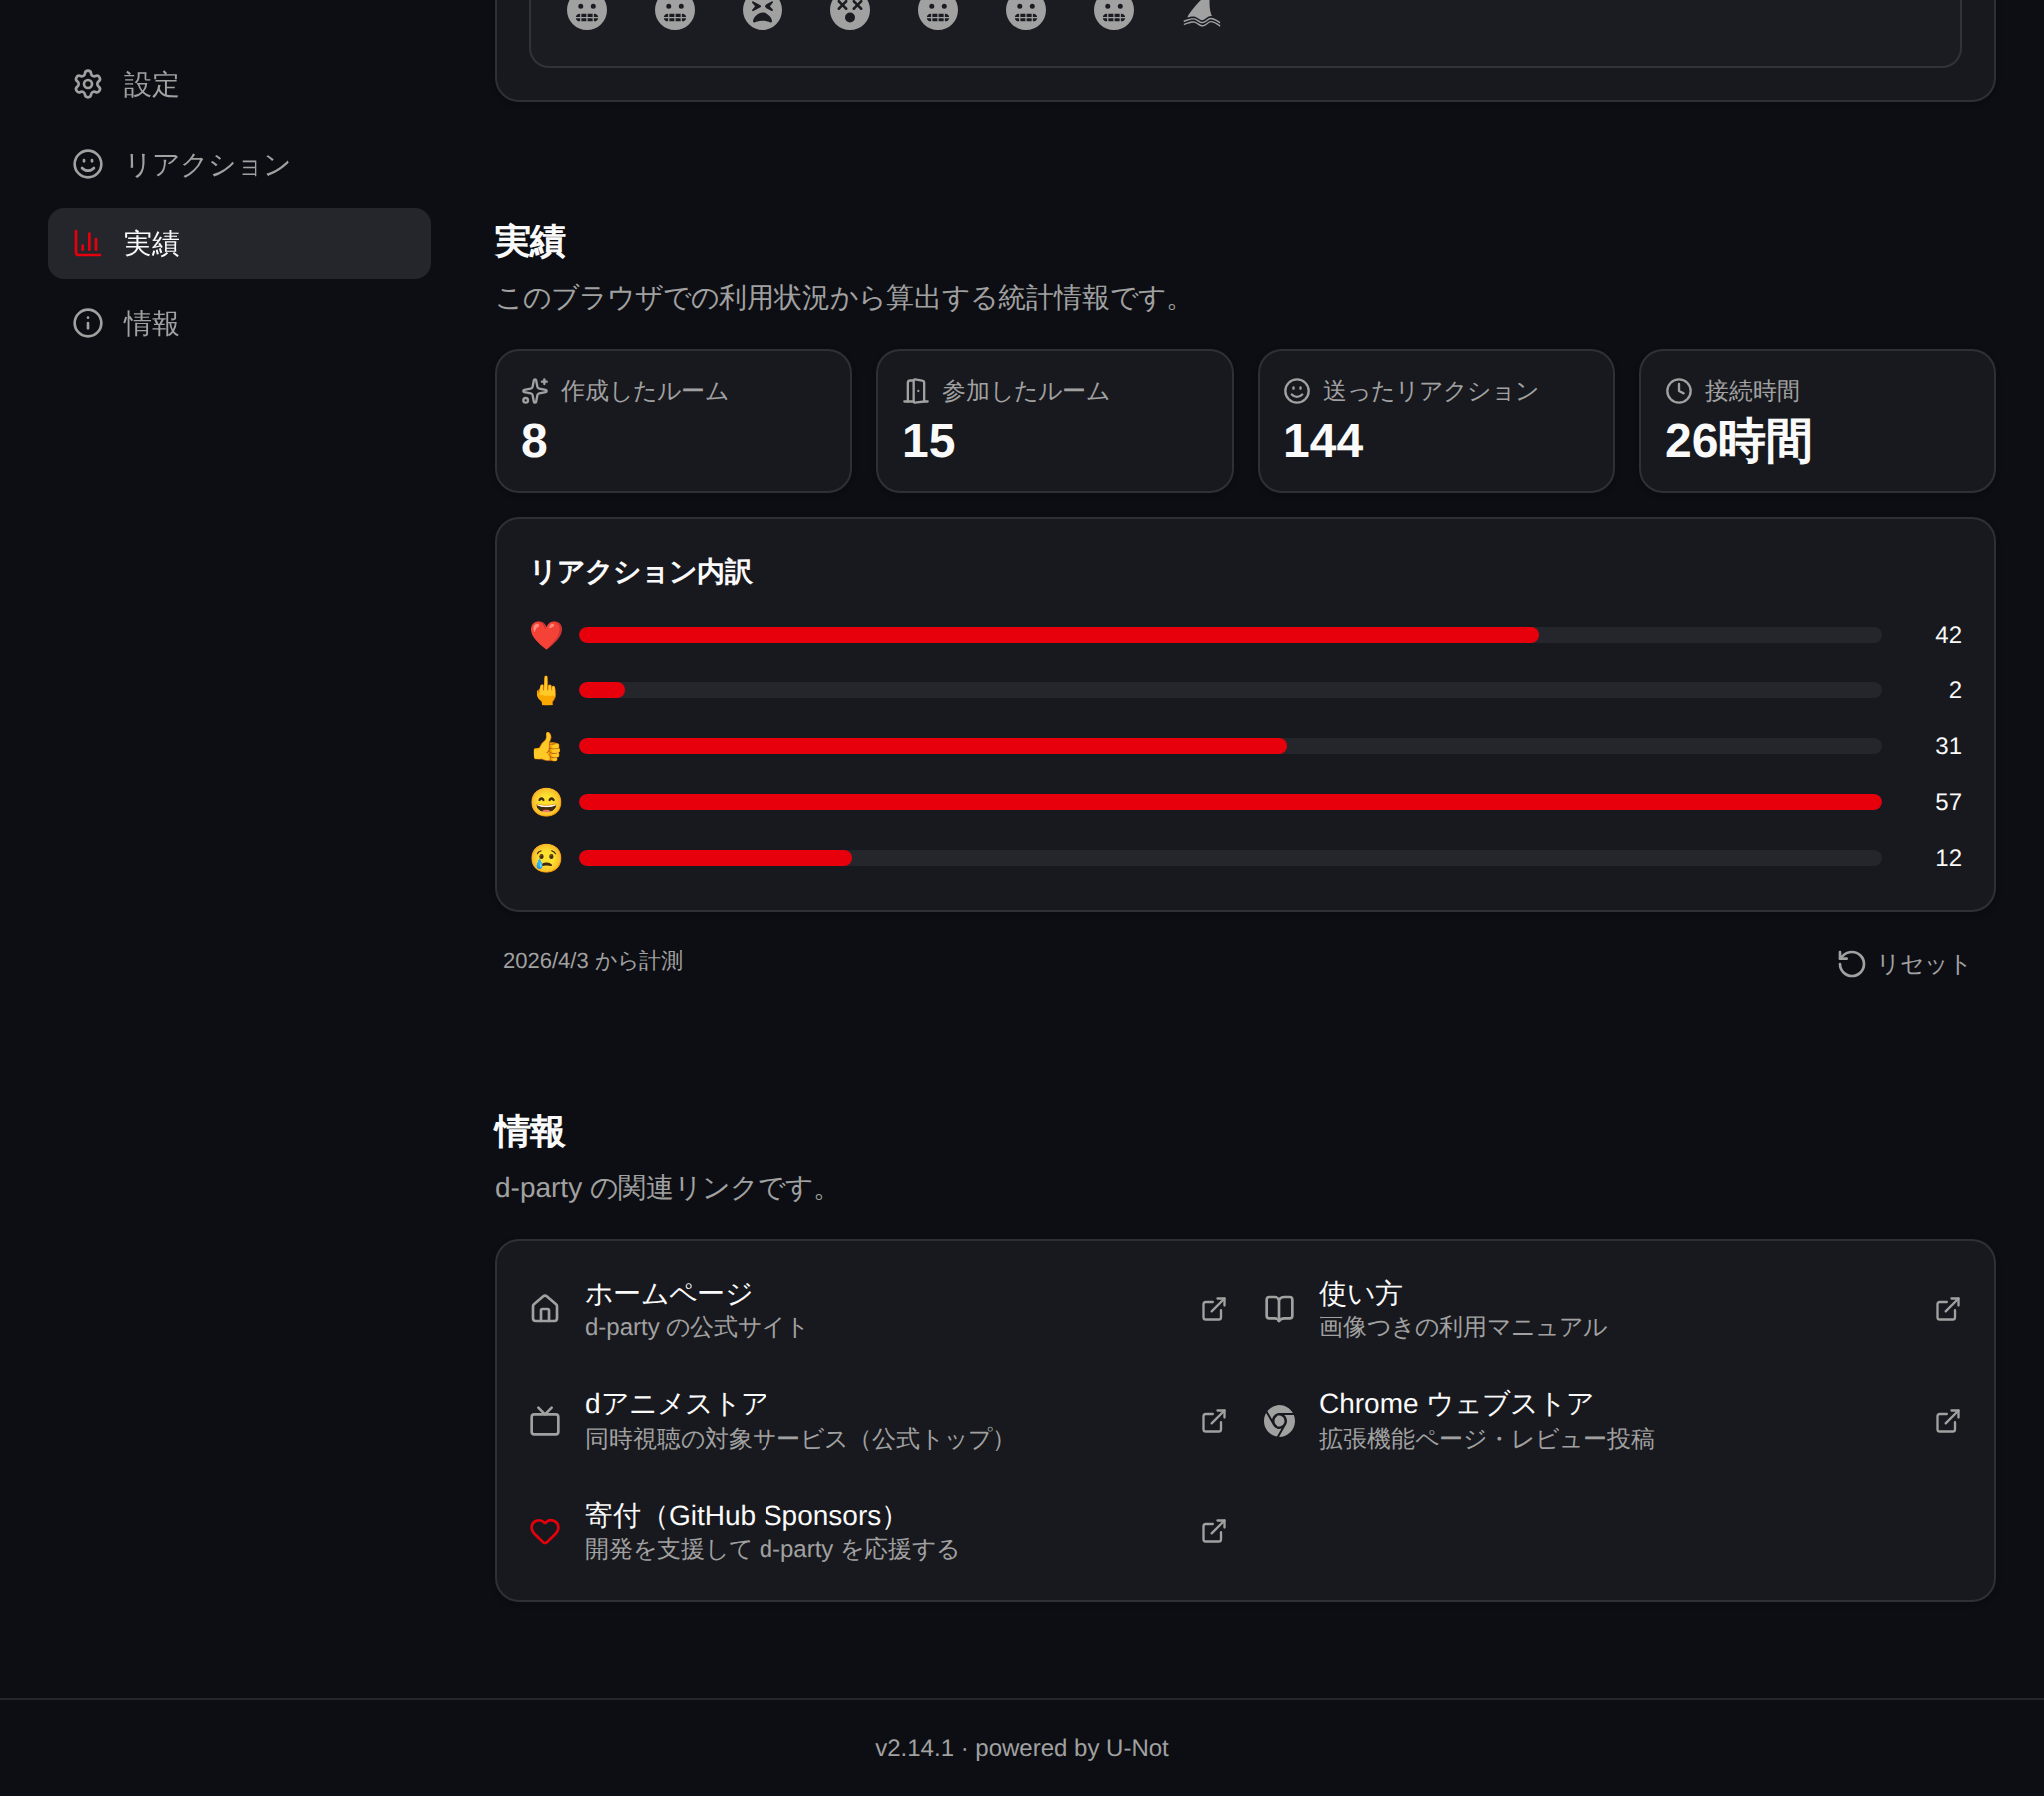 設定
リアクション
実績
情報
実績
このブラウザでの利用状況から算出する統計情報です。
作成したルーム
8
参加したルーム
15
送ったリアクション
144
接続時間
26時間
リアクション内訳
42
2
31
57
12
2026/4/3 から計測
リセット
情報
d-party の関連リンクです。
ホームページ
d-party の公式サイト
使い方
画像つきの利用マニュアル
dアニメストア
同時視聴の対象サービス（公式トップ）
Chrome ウェブストア
拡張機能ページ・レビュー投稿
寄付（GitHub Sponsors）
開発を支援して d-party を応援する
v2.14.1 · powered by U-Not